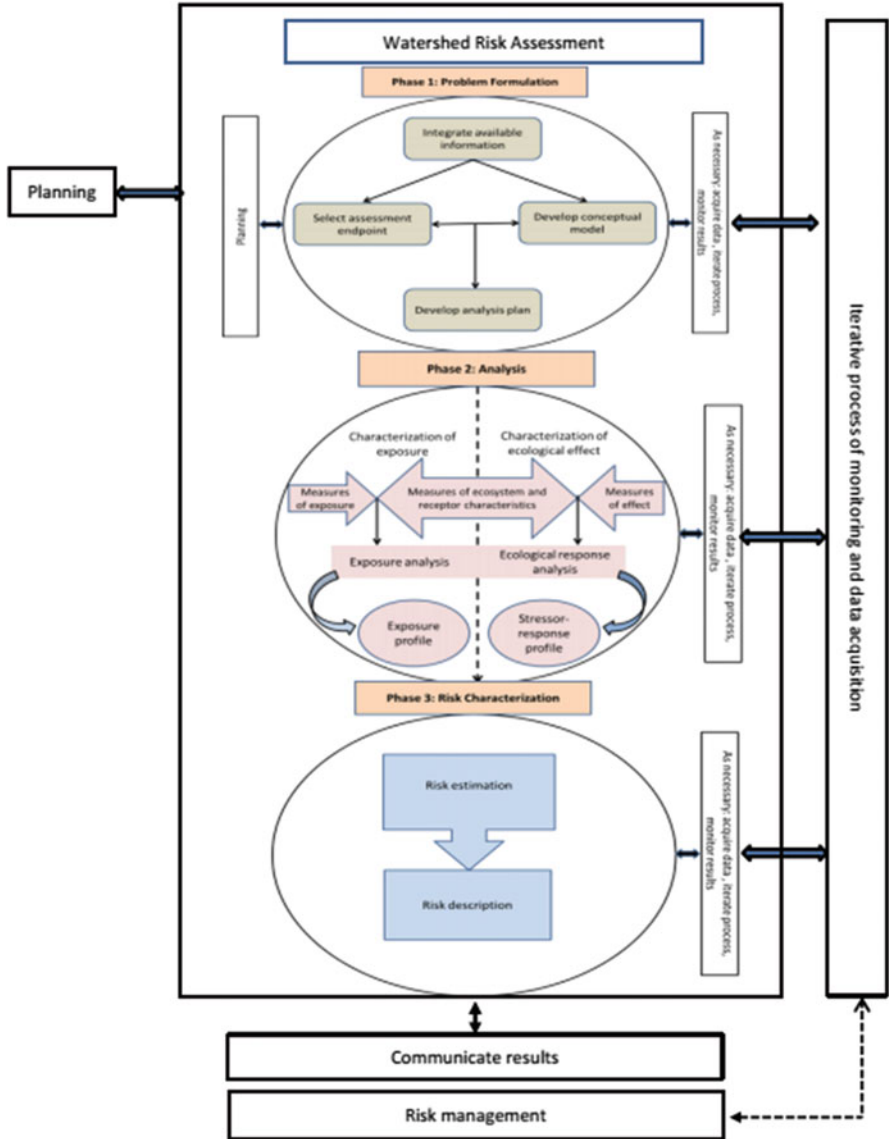 Watershed Risk Assessment
Phase 1: Problem Formulation
Integrate available
information
Planning
Planning
Select assessment
endpoint
Develop conceptual
model
Develop analysis plan
As necessary: acquire data , iterate process,
monitor results
Iterative process of monitoring and data acquisition
Phase 2: Analysis
Characterization of
exposure
Characterization of
ecological effect
Measures
of exposure
Measures of ecosystem and
receptor characteristics
Measures
of effect
Exposure analysis
Ecological response
analysis
Exposure
profile
Stressor-
response
profile
As necessary: acquire data , iterate process,
monitor results
Phase 3: Risk Characterization
Risk estimation
Risk description
As necessary: acquire data , iterate process,
monitor results
Communicate results
Risk management